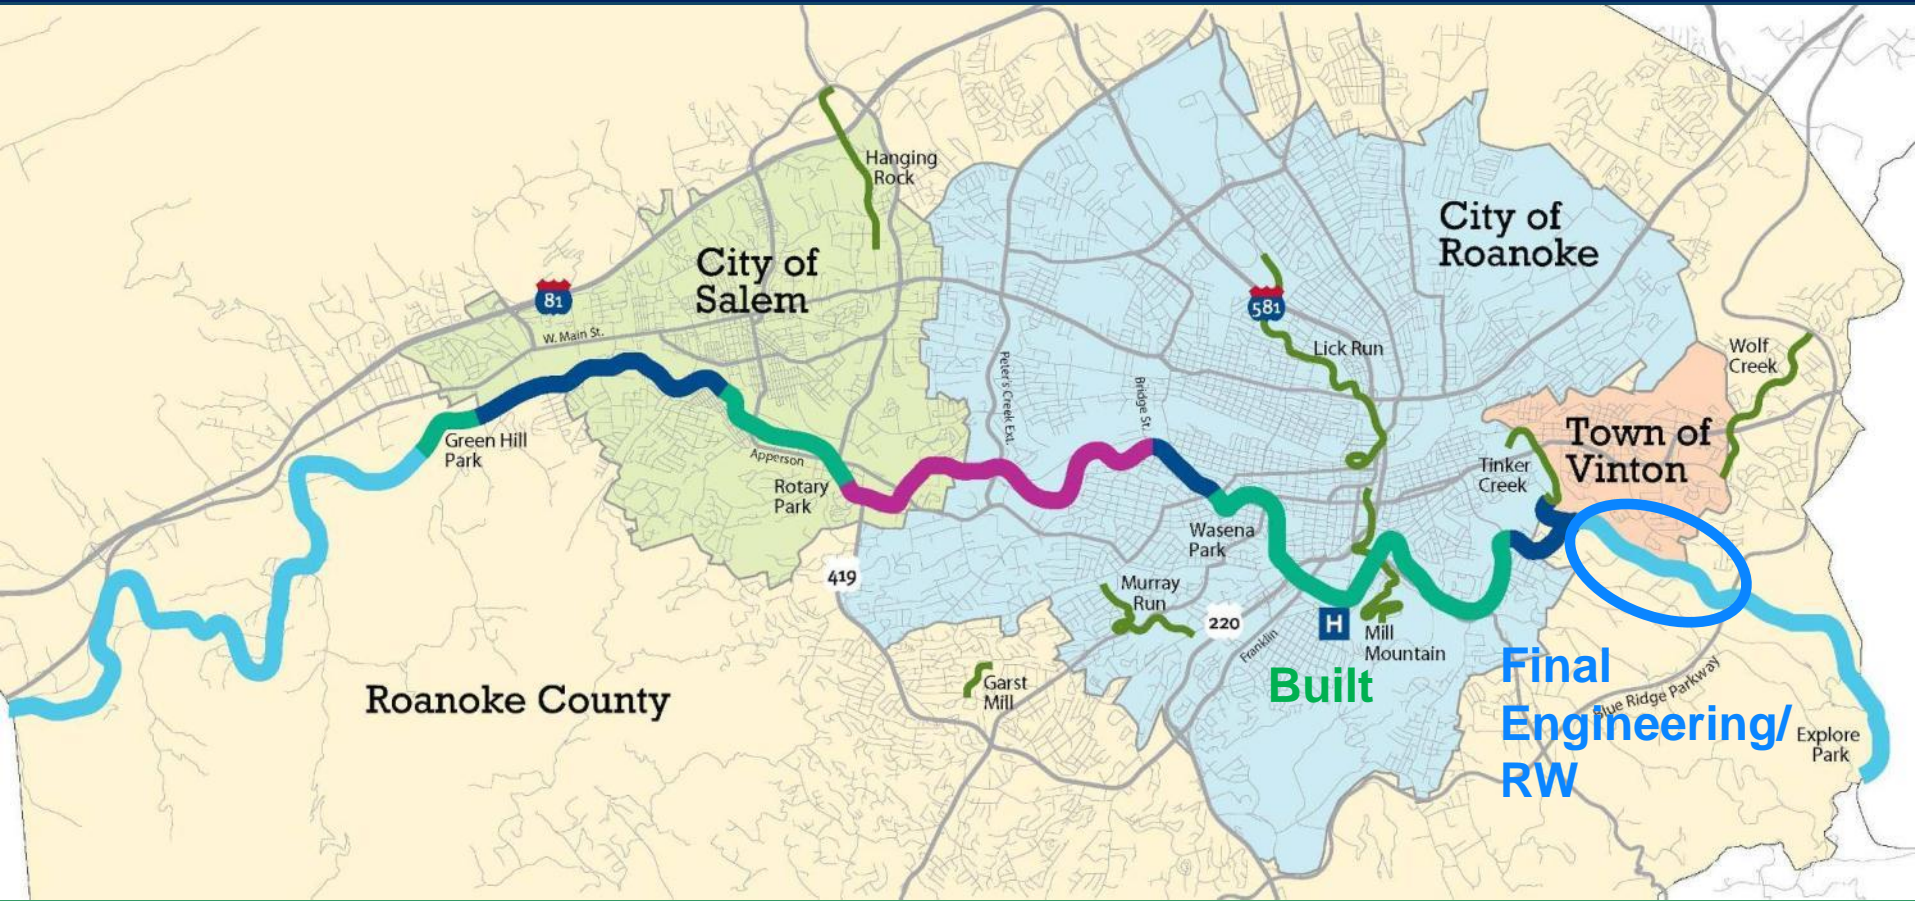 Hanging
Rock
City of
Salem
City of
Roanoke
81
W. Main St.
581
Lick Run
Wolf
Creek
Peter's Creek Ext.
Bridge St.
Town of
Vinton
Green Hill
Park
Apperson
Rotary
Park
Tinker
Creek
Wasena
Park
419
Murray
Run
220
H
Franklin
Mill
Mountain
Roanoke County
Garst
Mill
Built
Final
Engineering/
RW
Blue Ridge Parkway
Explore
Park